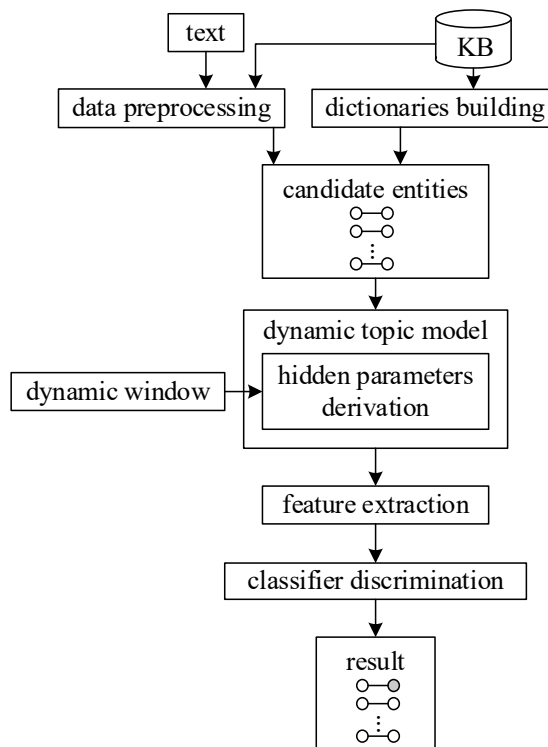 text
KB
data preprocessing
dictionaries building
candidate entities
dynamic topic model
hidden parameters
derivation
dynamic window
feature extraction
classifier discrimination
result